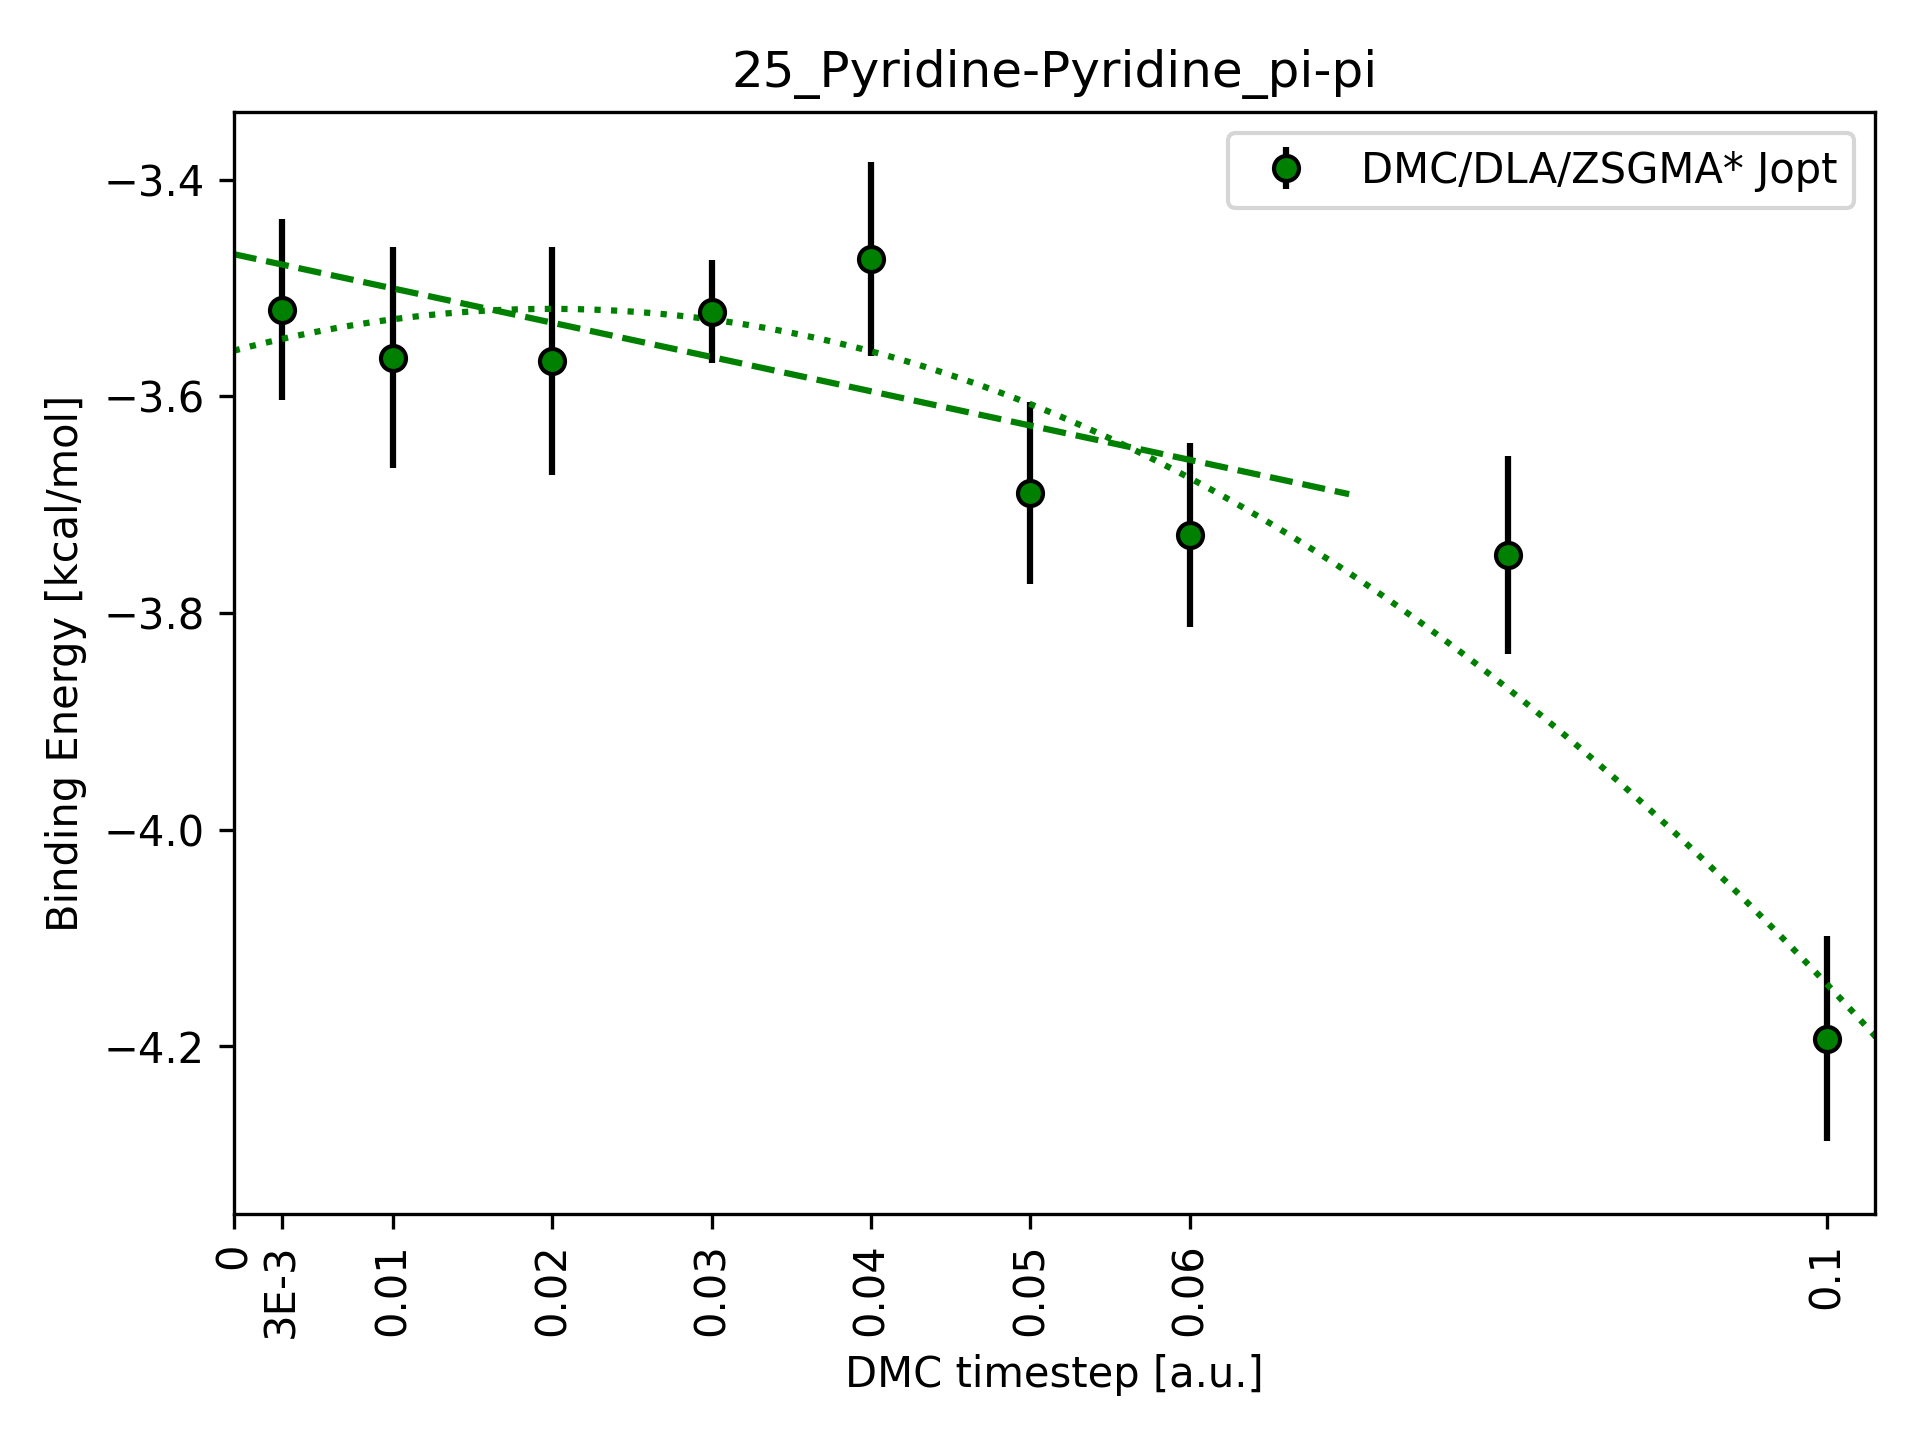 25_Pyridine-Pyridine_pi-pi
DMC/DLA/ZSGMA* Jopt
Binding Energy [kcal/mol]
−3.4
−3.6
−3.8
−4.0
−4.2
0
3E-3
0.01
0.02
0.03
0.04
0.05
0.06
0.1
DMC timestep [a.u.]